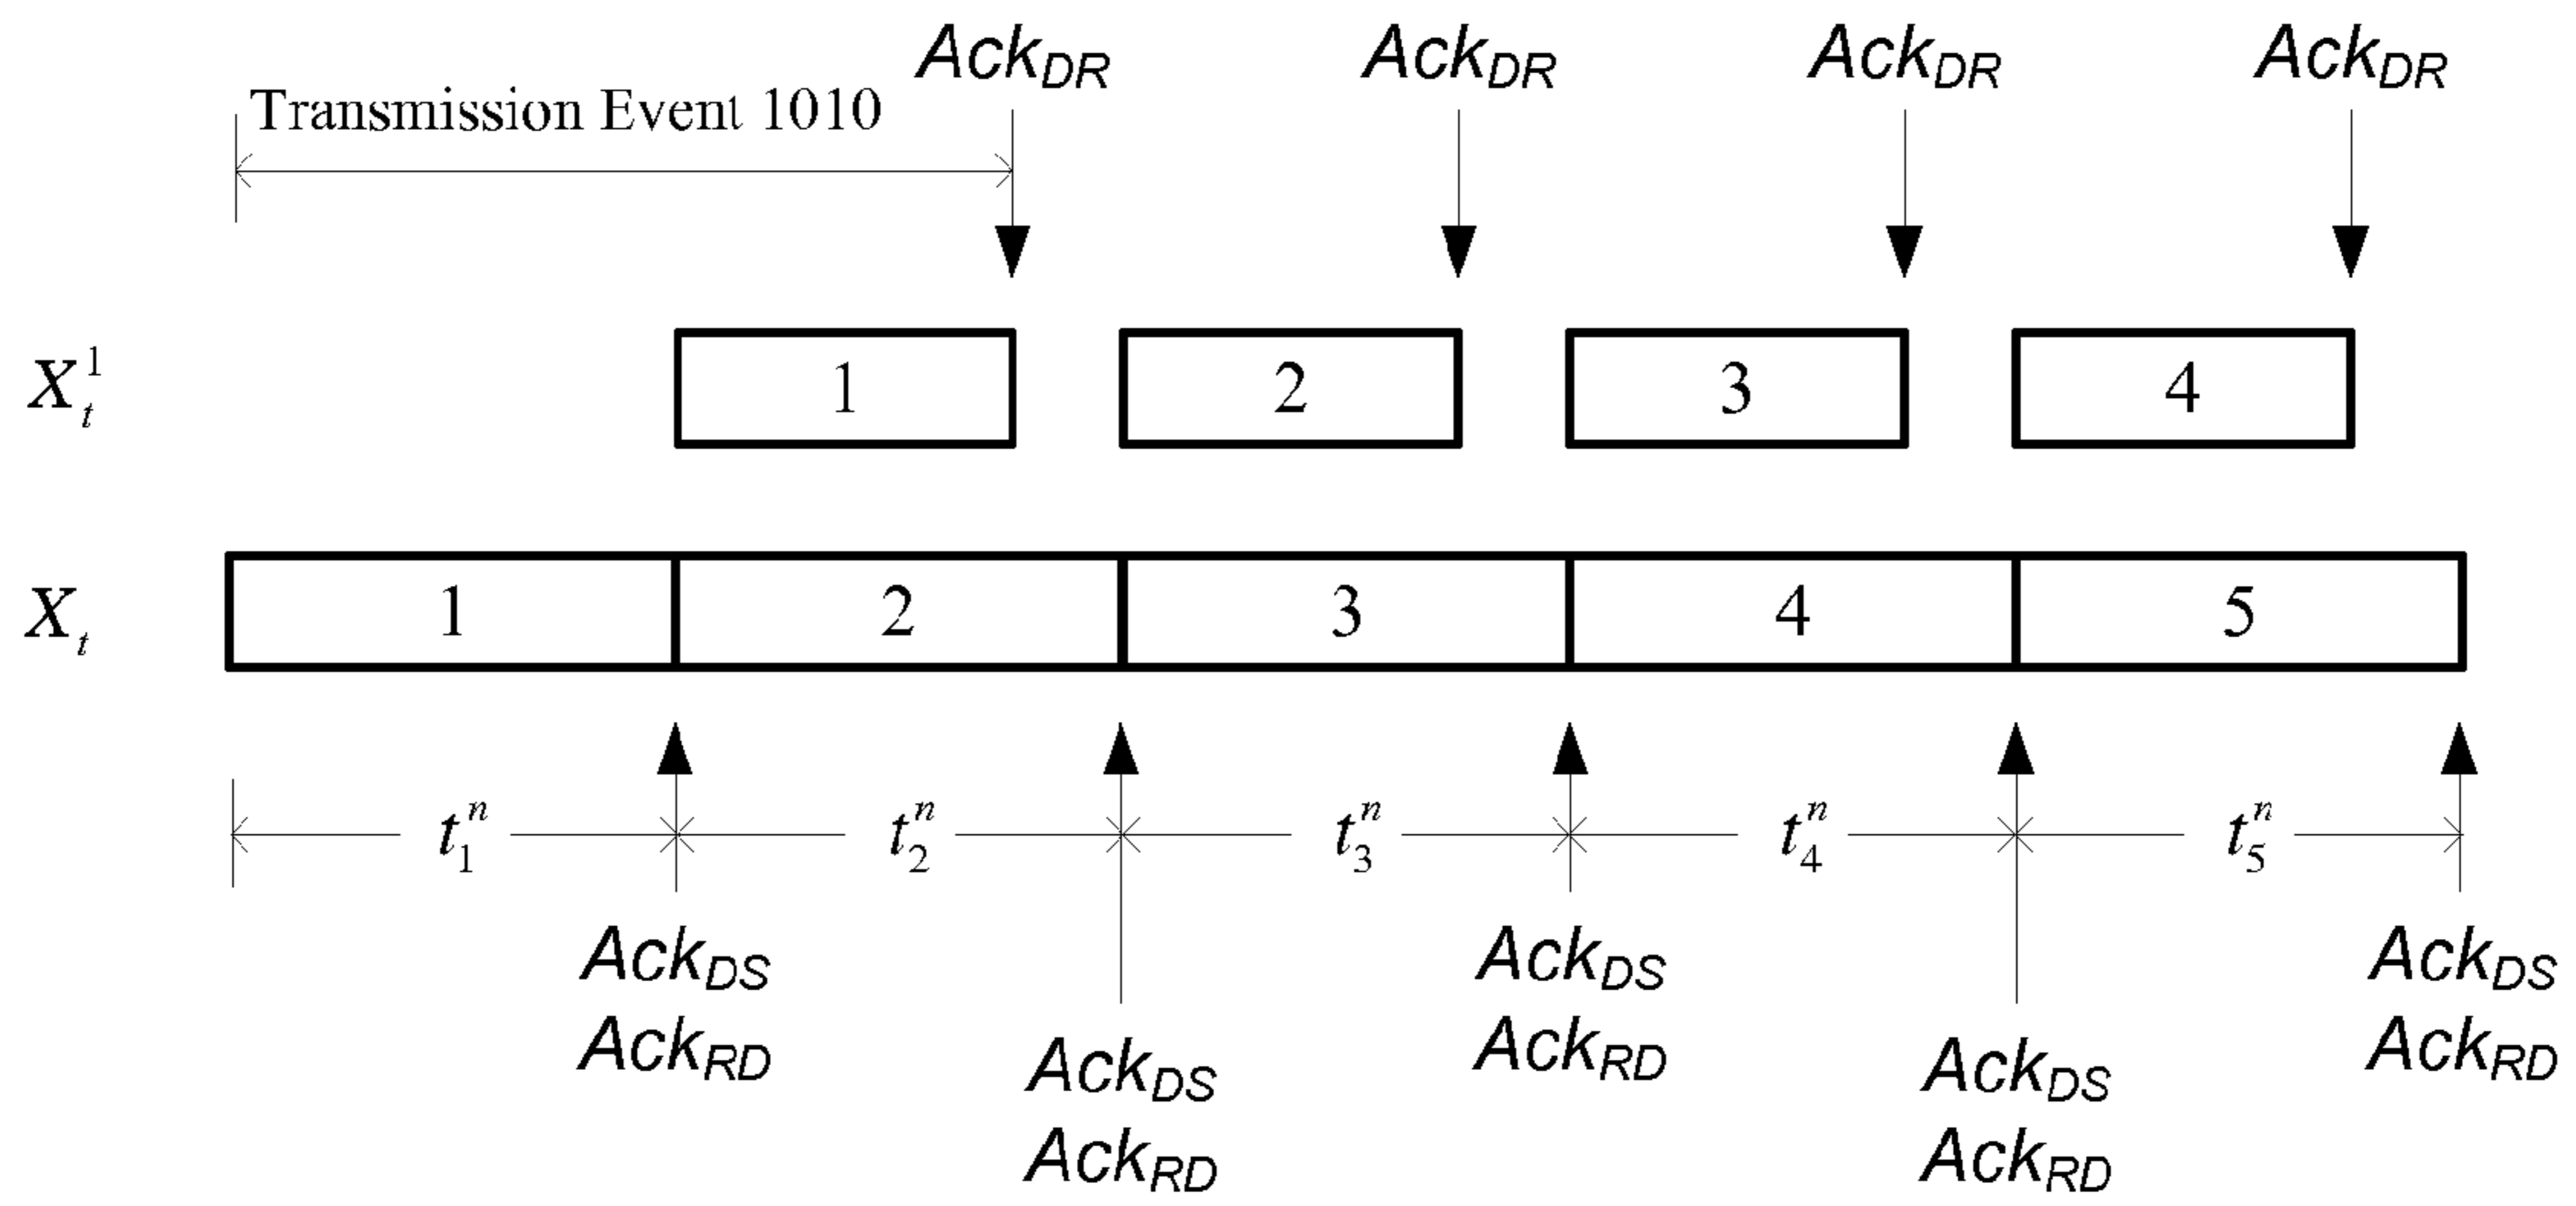 Ack_DR Ack_DR Ack_DR Ack_DR
Transmission Event 1010
X_t^1 1 2 3 4
X_t 1 2 3 4 5
t_1^n t_2^n t_3^n t_4^n t_5^n
Ack_DS Ack_DS Ack_DS
Ack_RD Ack_RD Ack_RD
Ack_DS Ack_DS
Ack_RD Ack_RD